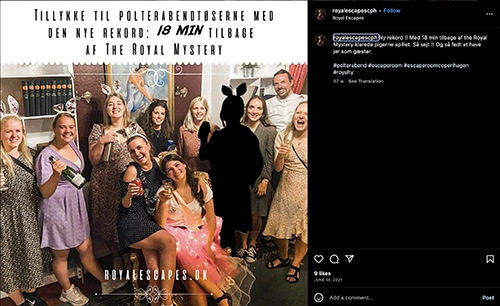 TILLYKKE TIL POLTERABENDTØSERNE MED
DEN NYE REKORD: 18 MIN TILBAGE
AF THE ROYAL MYSTERY
ROYALESCAPES.DK
royalescapescph • Follow
Royal Escapes
royalescapescph Ny rekord !! Med 18 min tilbage af the Royal
Mystery klarede pigerne spillet. Så sejt !! Og så fedt at have
jer som gæster.
#polterabend #escaperoom #escaperoomcopenhagen
#royalty
See Translation
9 likes
JUNE 14, 2021
Add a comment...
Post